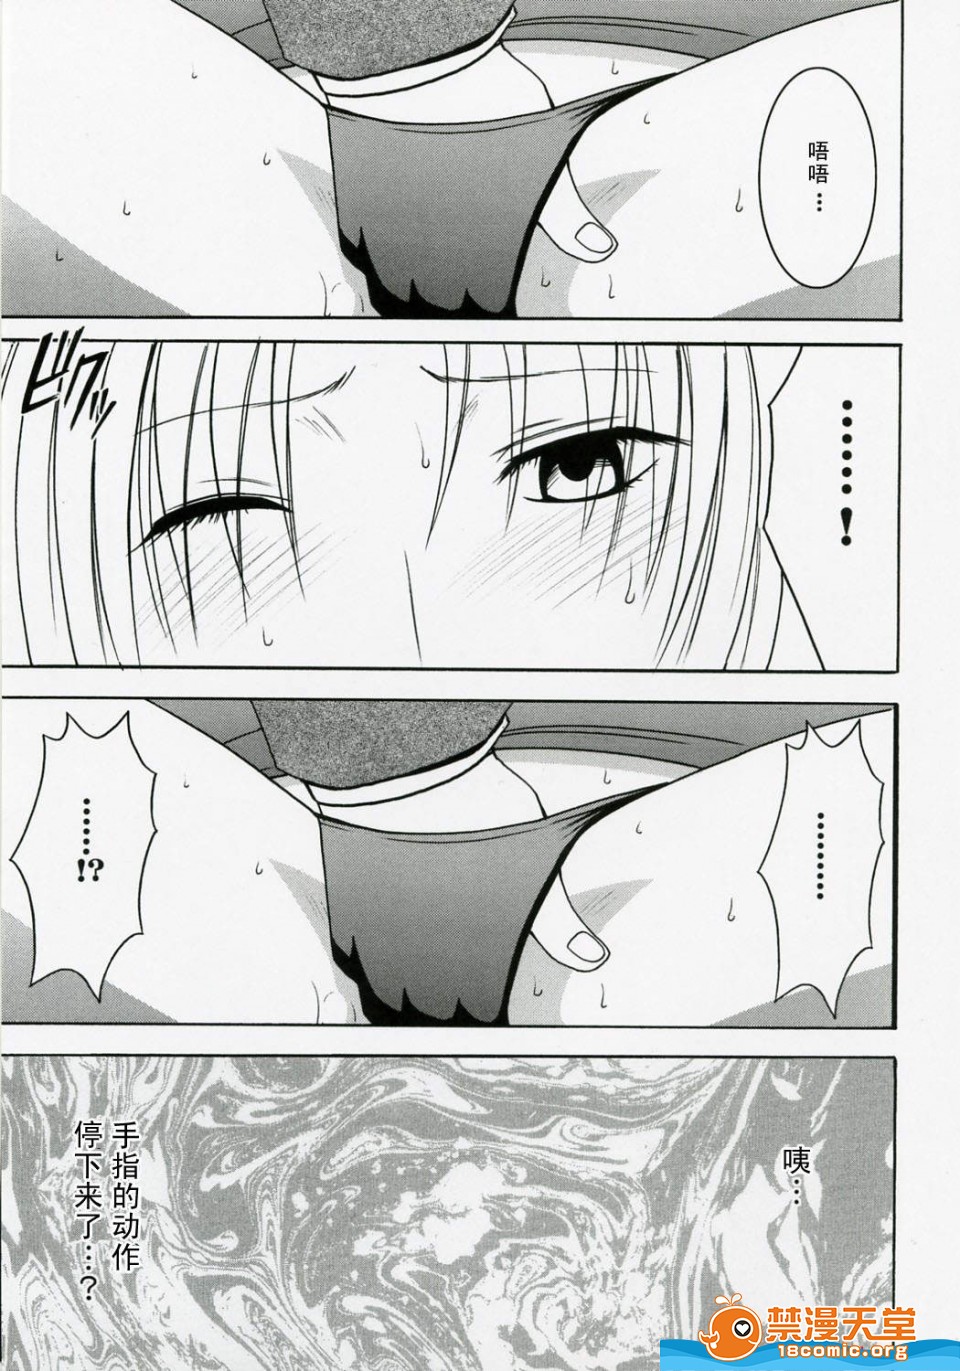 唔唔…
ビクッ
………!
………
……!?
咦…
手指的动作
停下来了…?
禁漫天堂
18comic.org